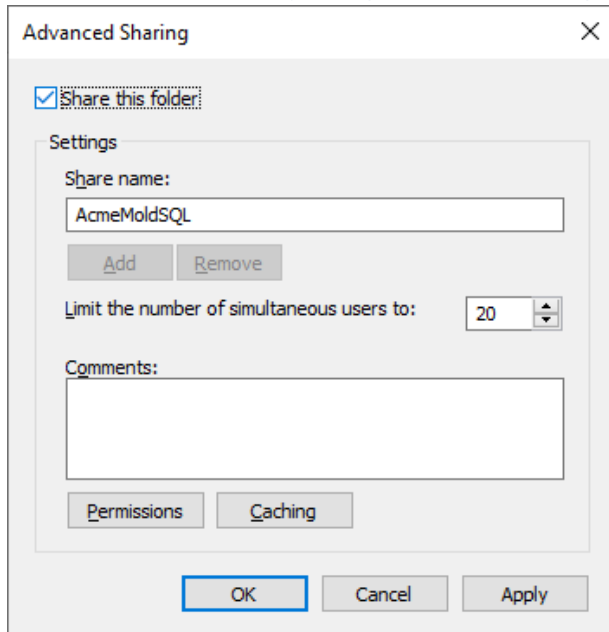 Advanced Sharing
Share this folder
Settings
Share name:
AcmeMoldSQL
Add Remove
Limit the number of simultaneous users to: 20
Comments:
Permissions Caching
OK Cancel Apply